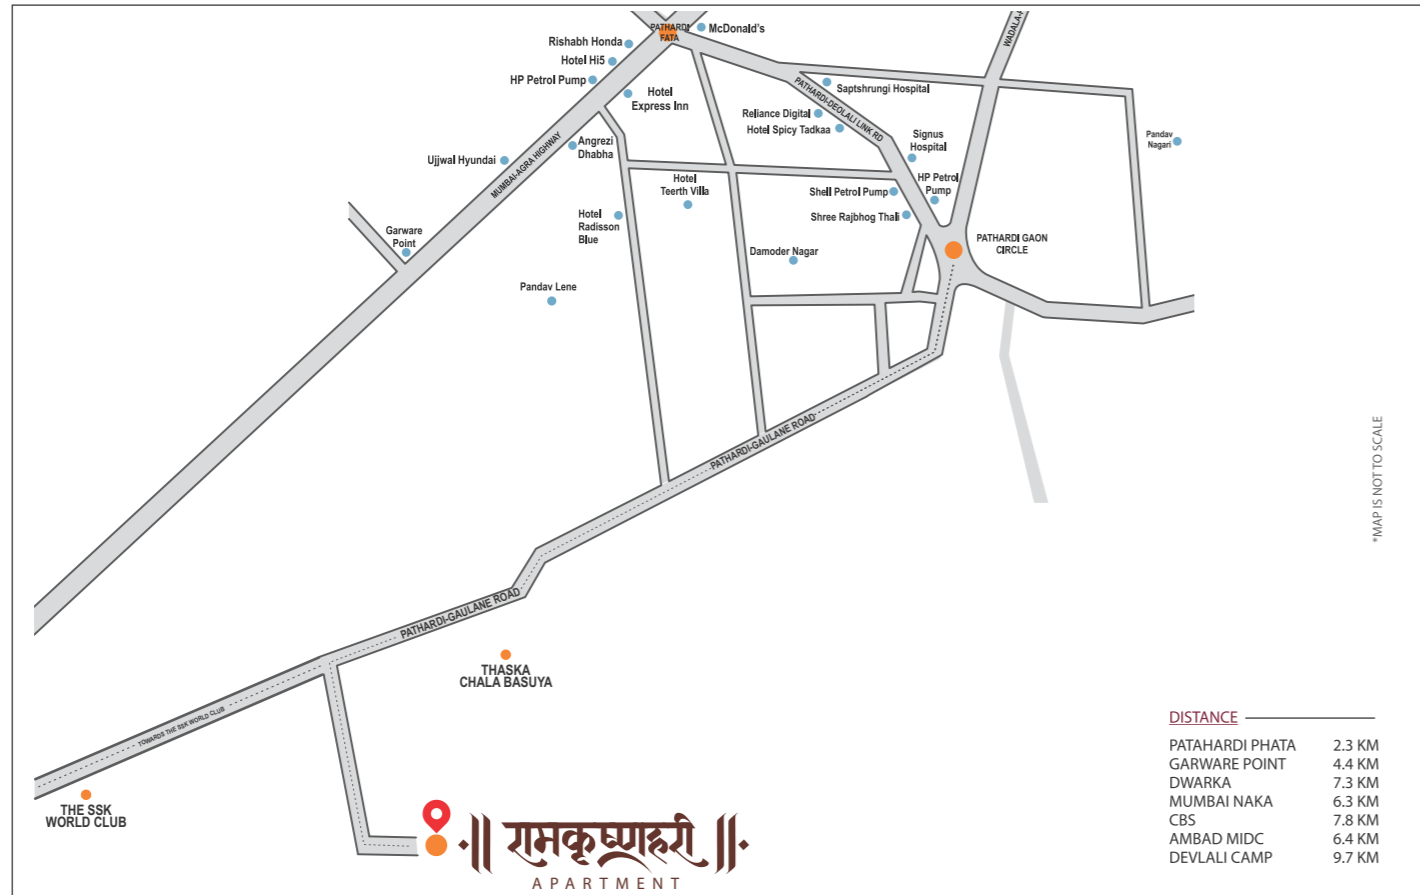 PATHARDI
FATA
McDonald's
Rishabh Honda
Hotel Hi5
HP Petrol Pump
Hotel
Express Inn
WADALA-
Saptshrungi Hospital
PATHARDI-DEOLALI LINK RD
Reliance Digital
Hotel Spicy Tadkaa
Signus
Hospital
Pandav
Nagari
MUMBAI-AGRA HIGHWAY
Angrezi
Dhabha
Ujjwal Hyundai
Hotel
Teerth Villa
HP Petrol
Pump
Shell Petrol Pump
Shree Rajbhog Thali
Hotel
Radisson
Blue
Garware
Point
PATHARDI GAON
CIRCLE
Damoder Nagar
Pandav Lene
PATHARDI-GAULANE ROAD
*MAP IS NOT TO SCALE
PATHARDI-GAULANE ROAD
THASKA
CHALA BASUYA
TOWARDS THE SSK WORLD CLUB
THE SSK
WORLD CLUB
|| रामकृष्णहरी ||
APARTMENT
DISTANCE
PATAHARDI PHATA 2.3 KM
GARWARE POINT 4.4 KM
DWARKA 7.3 KM
MUMBAI NAKA 6.3 KM
CBS 7.8 KM
AMBAD MIDC 6.4 KM
DEVLALI CAMP 9.7 KM